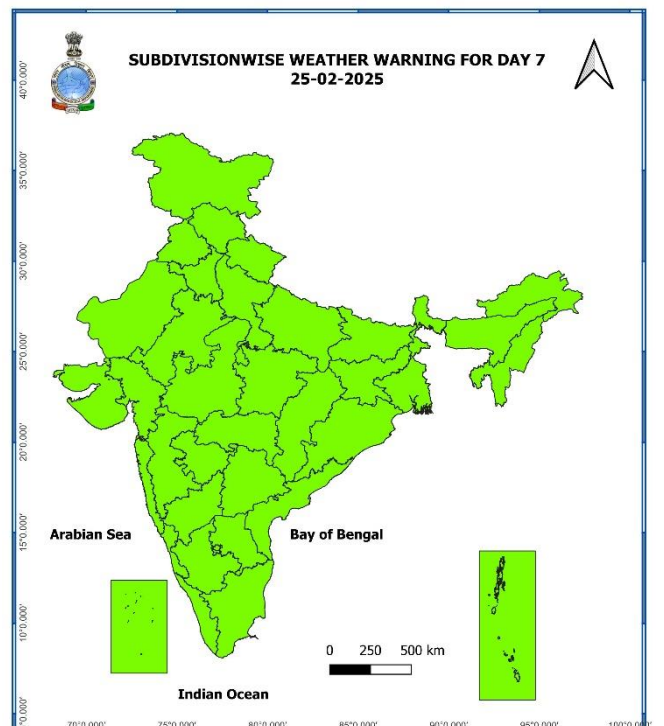 SUBDIVISIONWISE WEATHER WARNING FOR DAY 7
25-02-2025
40°0.000'
35°0.000'
30°0.000'
25°0.000'
20°0.000'
15°0.000'
10°0.000'
Arabian Sea
Bay of Bengal
0 250 500 km
Indian Ocean
70°0.000' 75°0.000' 80°0.000' 85°0.000' 90°0.000' 95°0.000' 100°0.000'